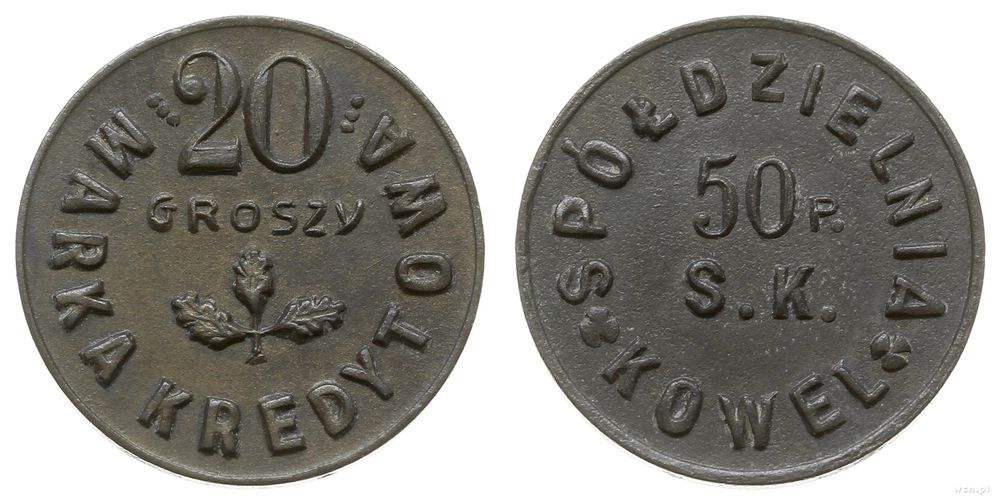 20
GROSZY
MARKA KREDYTOWA
SPÓŁDZIELNIA
50 P.
S.K.
KOWEL
wcn.pl